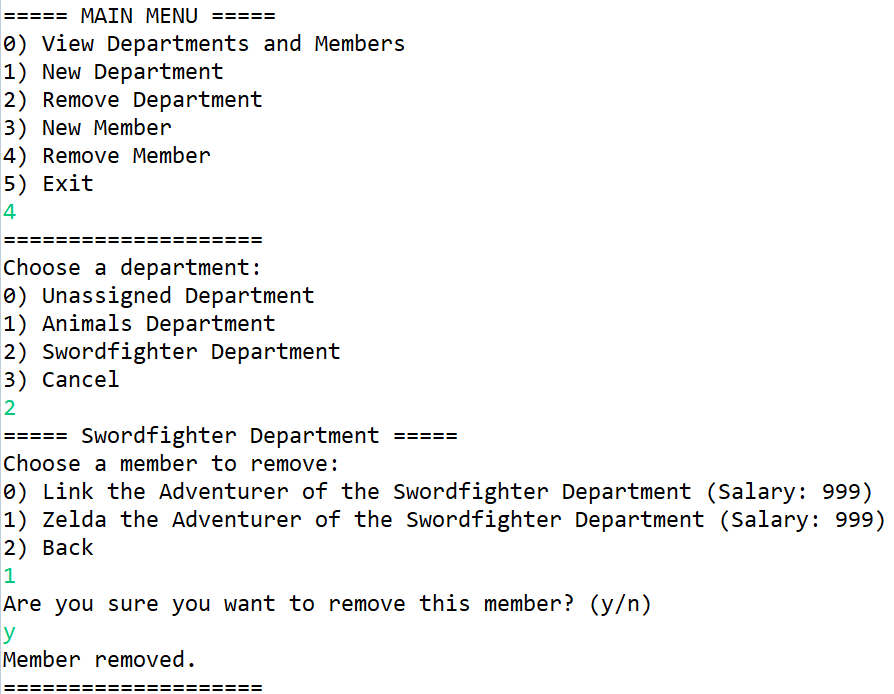 ===== MAIN MENU =====
0) View Departments and Members
1) New Department
2) Remove Department
3) New Member
4) Remove Member
5) Exit
4
====================
Choose a department:
0) Unassigned Department
1) Animals Department
2) Swordfighter Department
3) Cancel
2
===== Swordfighter Department =====
Choose a member to remove:
0) Link the Adventurer of the Swordfighter Department (Salary: 999)
1) Zelda the Adventurer of the Swordfighter Department (Salary: 999)
2) Back
1
Are you sure you want to remove this member? (y/n)
y
Member removed.
====================